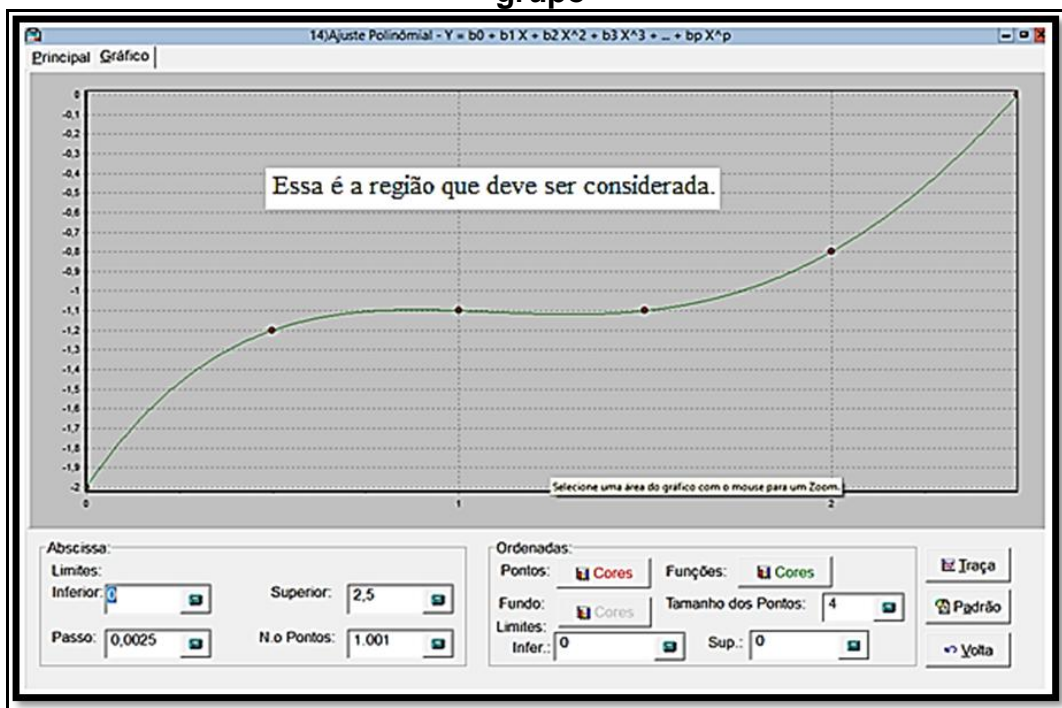 grupo
14)Ajuste Polinômial - Y = b0 + b1 X + b2 X^2 + b3 X^3 + ... + bp X^p
Principal Gráfico
0
-0,1
-0,2
-0,3
-0,4
-0,5
-0,6
-0,7
-0,8
-0,9
-1
-1,1
-1,2
-1,3
-1,4
-1,5
-1,6
-1,7
-1,8
-1,9
-2
Essa é a região que deve ser considerada.
Selecione uma área do gráfico com o mouse para um Zoom.
0 1 2
Abscissa:
Limites:
Inferior: 0 Superior: 2,5
Passo: 0,0025 N.o Pontos: 1.001
Ordenadas:
Pontos: Cores Funções: Cores
Fundo: Cores Tamanho dos Pontos: 4
Limites:
Infer.: 0 Sup.: 0
Traça
Padrão
Volta